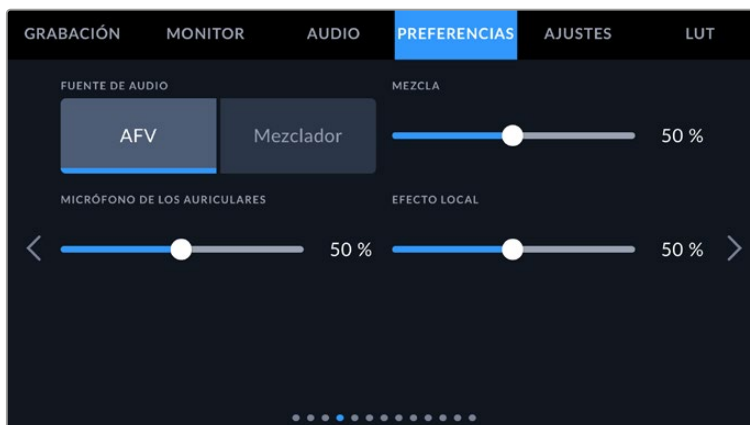 GRABACIÓN MONITOR AUDIO PREFERENCIAS AJUSTES LUT
FUENTE DE AUDIO MEZCLA
AFV Mezclador 50 %
MICRÓFONO DE LOS AURICULARES EFECTO LOCAL
50 % 50 %